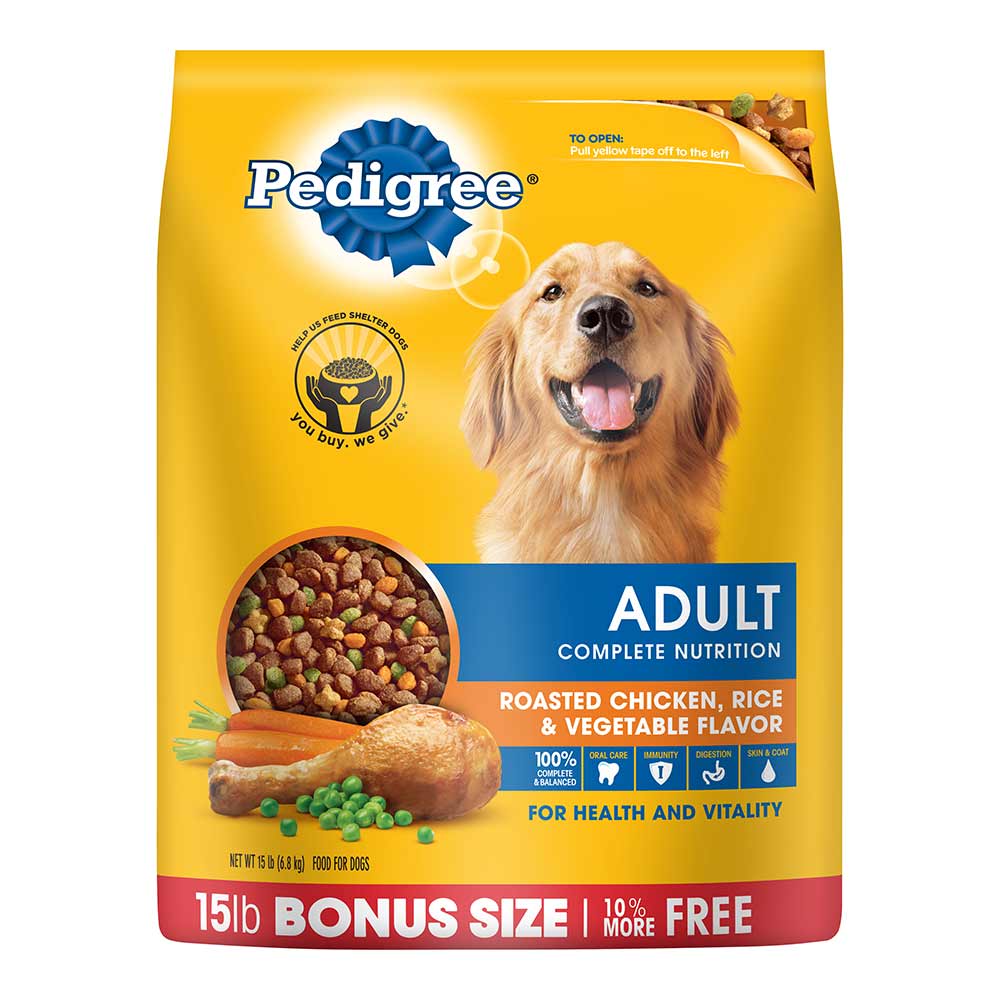 TO OPEN:
Pull yellow tape off to the left
Pedigree®
HELP US FEED SHELTER DOGS
you buy. we give.*
ADULT
COMPLETE NUTRITION
ROASTED CHICKEN, RICE
& VEGETABLE FLAVOR
100%
COMPLETE
& BALANCED
ORAL CARE
IMMUNITY
DIGESTION
SKIN & COAT
FOR HEALTH AND VITALITY
NET WT 15 lb (6.8 kg) FOOD FOR DOGS
15lb BONUS SIZE | 10% MORE FREE